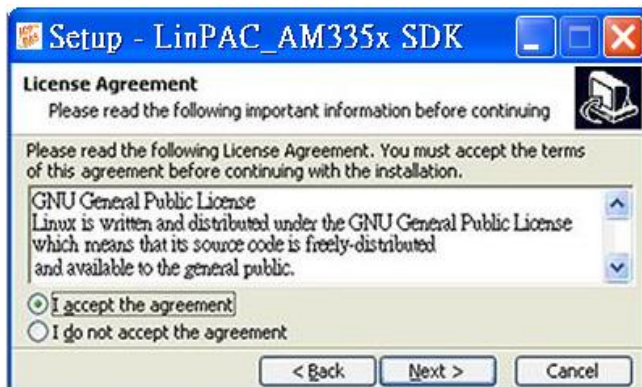 Setup - LinPAC_AM335x SDK
License Agreement
Please read the following important information before continuing
Please read the following License Agreement. You must accept the terms
of this agreement before continuing with the installation.
GNU General Public License
Linux is written and distributed under the GNU General Public License
which means that its source code is freely-distributed
and available to the general public.
I accept the agreement
I do not accept the agreement
< Back Next > Cancel